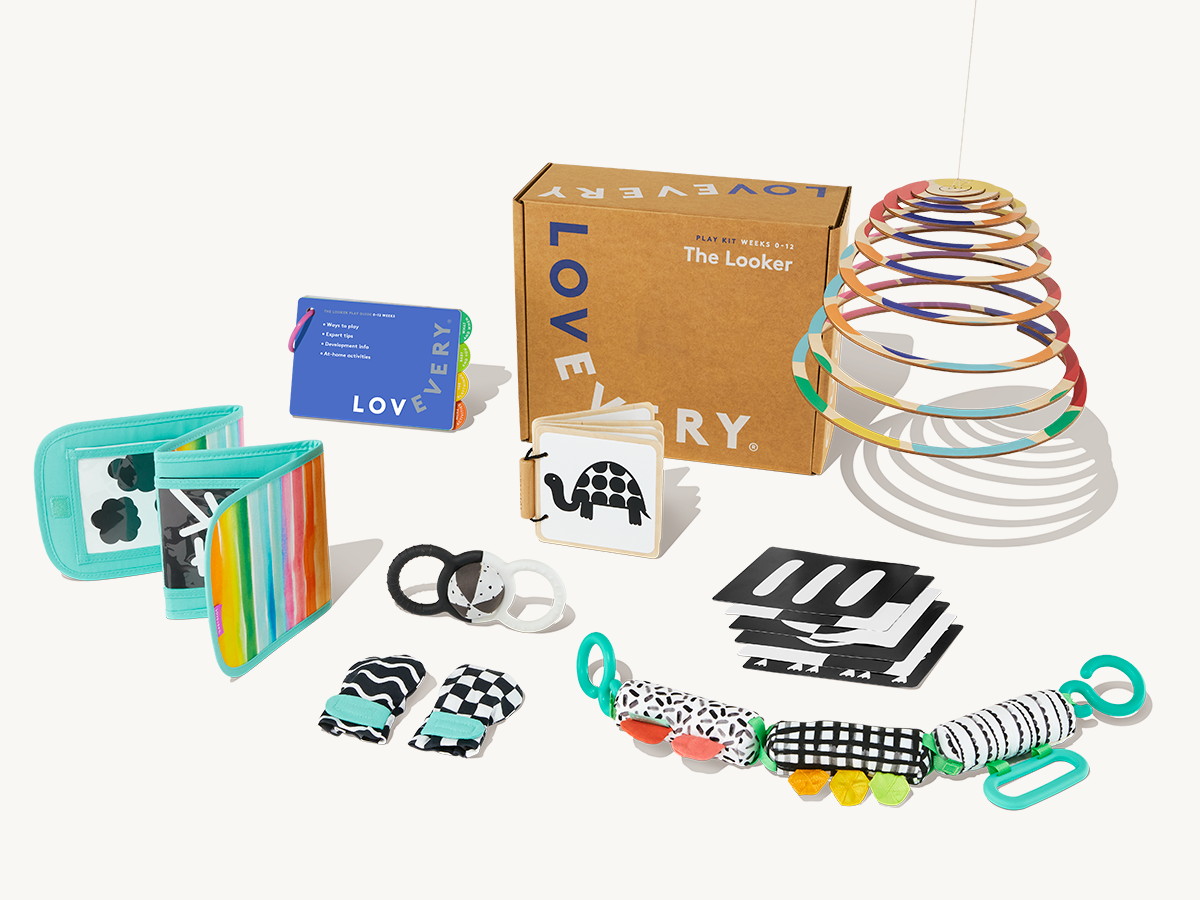 LOVEVERY
LOVEVERY®
PLAY KIT WEEKS 0-12
The Looker
THE LOOKER PLAY GUIDE 0-12 WEEKS
• Ways to play
• Expert tips
• Development info
• At-home activities
LOVEVERY®